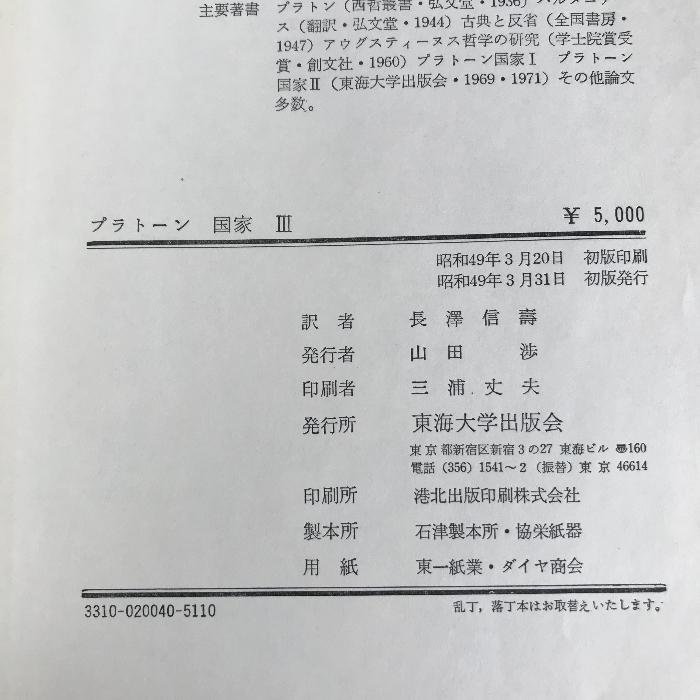 主要著書 プラトン（西哲叢書・弘文堂・1936）
ス（翻訳・弘文堂・1944）古典と反省（全国書房・
1947）アウグスティーヌス哲学の研究（学士院賞受
賞・創文社・1960）プラトーン国家Ⅰ プラトーン
国家Ⅱ（東海大学出版会・1969・1971）その他論文
多数。
プラトーン 国家 Ⅲ ¥ 5,000
昭和49年3月20日 初版印刷
昭和49年3月31日 初版発行
訳者 長澤信壽
発行者 山田渉
印刷者 三浦丈夫
発行所 東海大学出版会
東京都新宿区新宿3の27 東海ビル 〠160
電話（356）1541～2（振替）東京 46614
印刷所 港北出版印刷株式会社
製本所 石津製本所・協栄紙器
用紙 東一紙業・ダイヤ商会
3310-020040-5110 乱丁，落丁本はお取替えいたします。